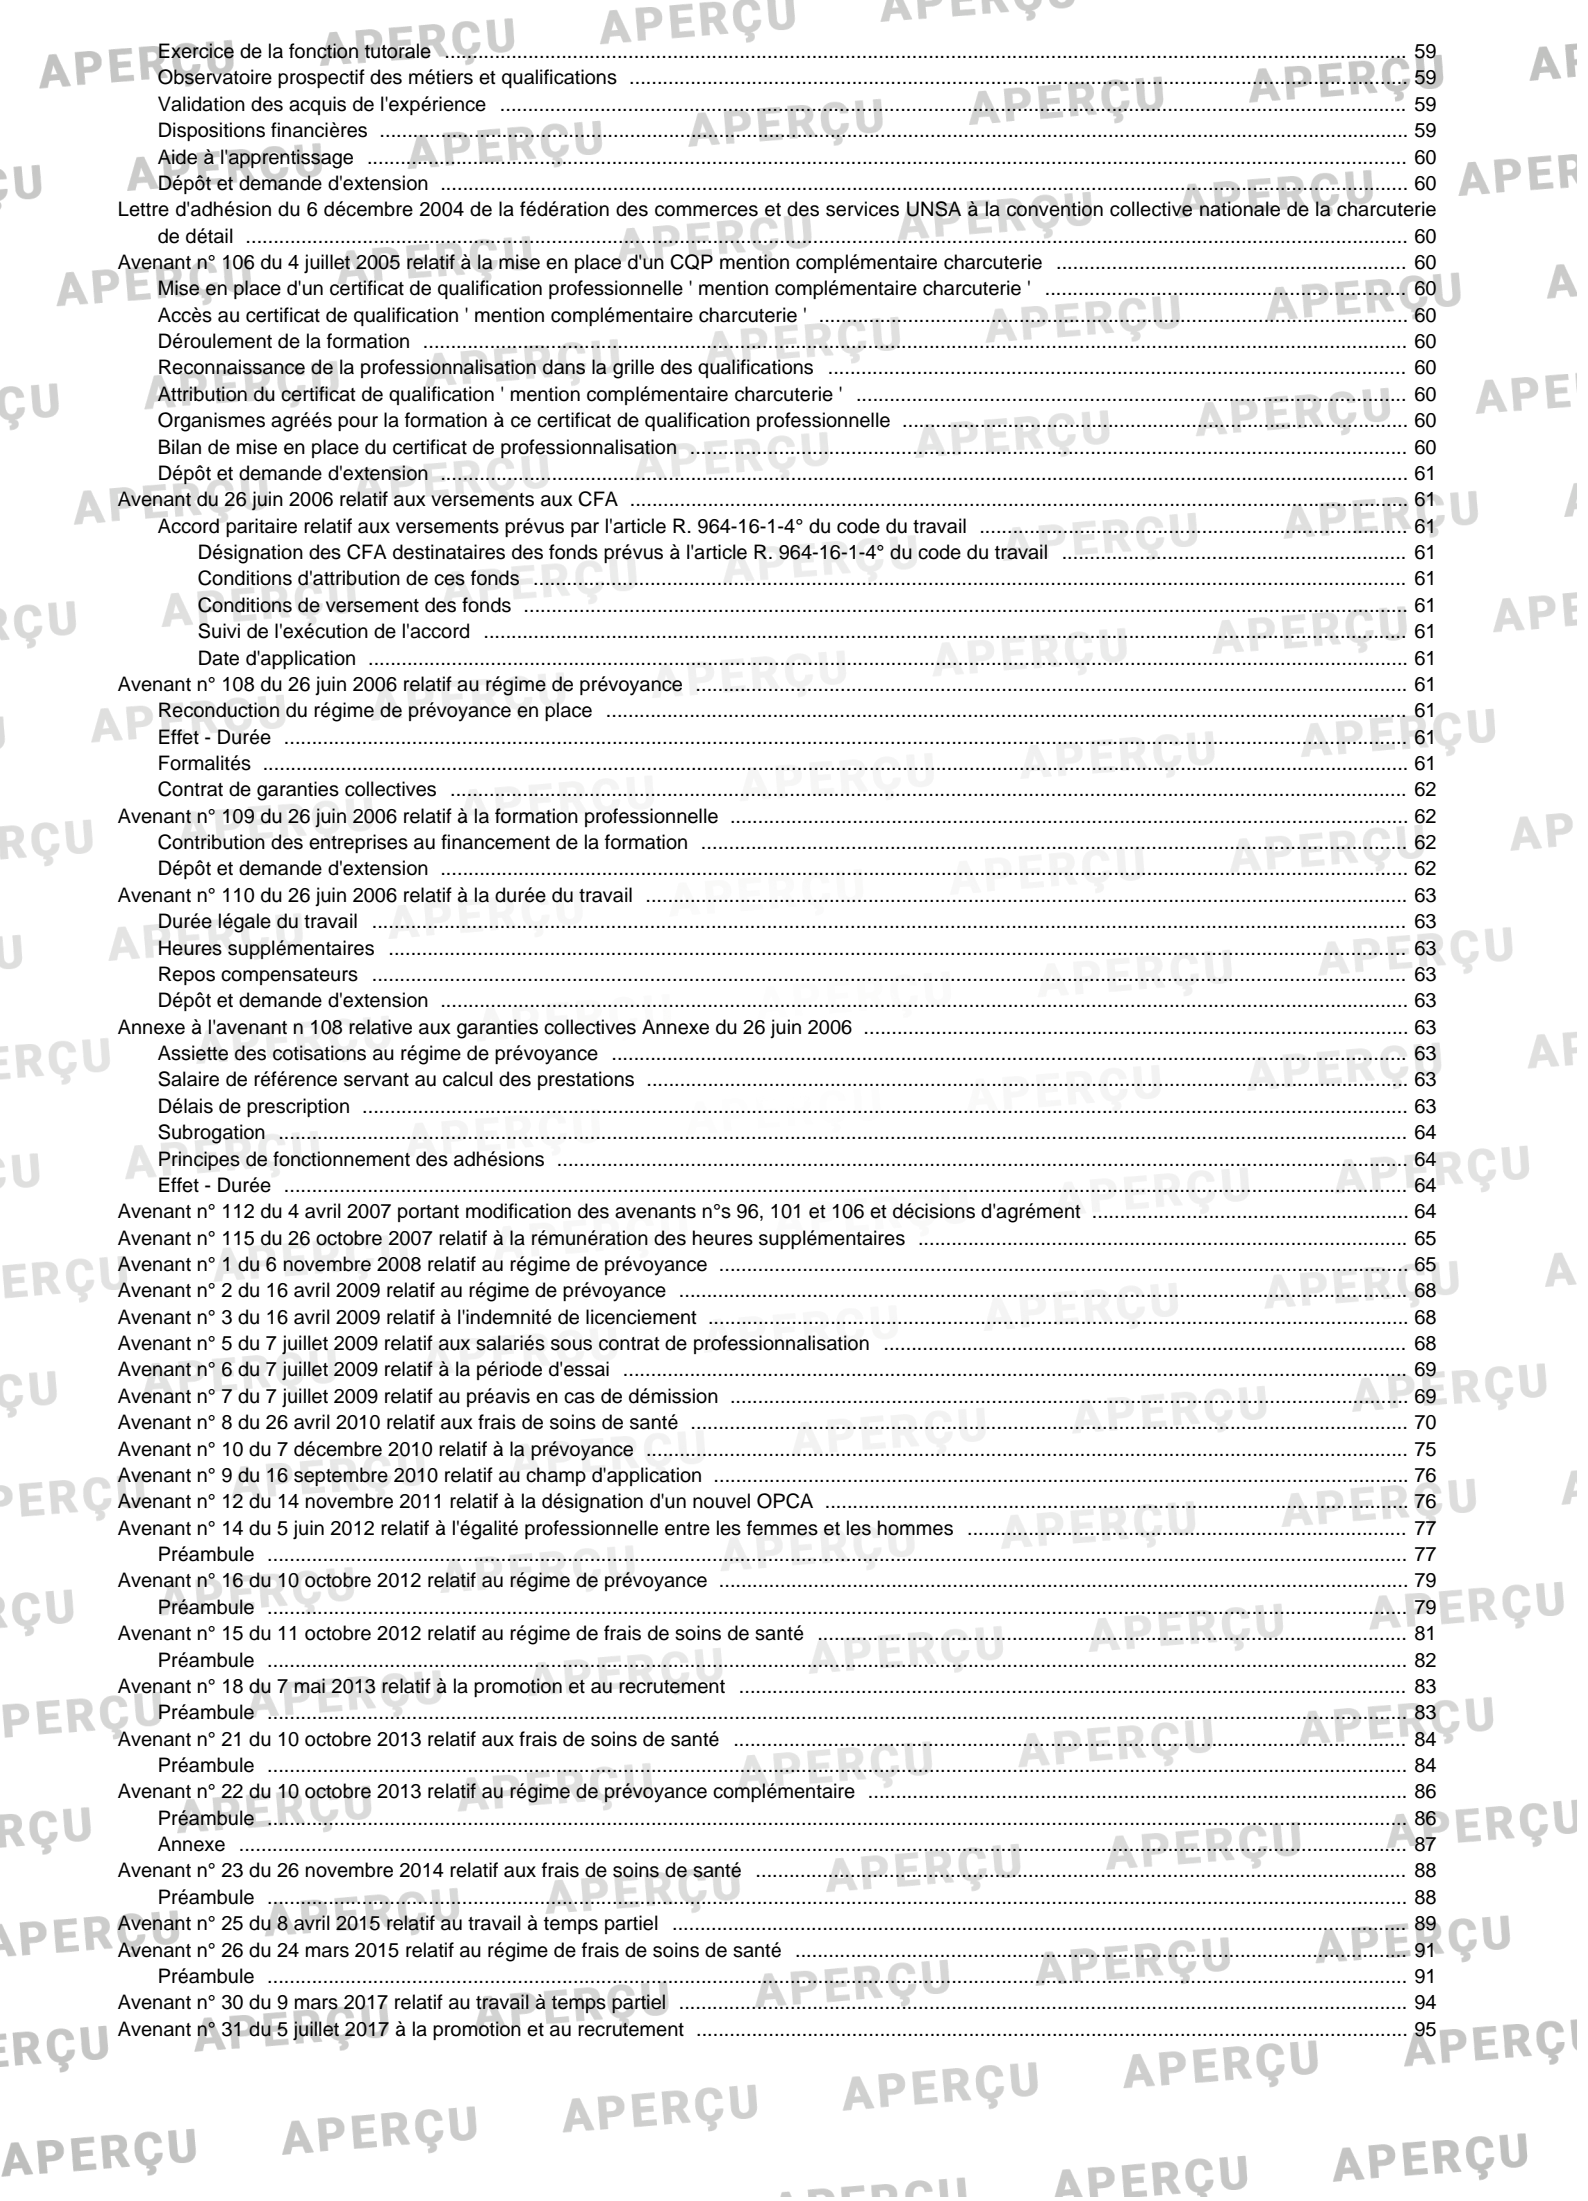 Exercice de la fonction tutorale ........ 59
Observatoire prospectif des métiers et qualifications ........ 59
Validation des acquis de l'expérience ........ 59
Dispositions financières ........ 59
Aide à l'apprentissage ........ 60
Dépôt et demande d'extension ........ 60
Lettre d'adhésion du 6 décembre 2004 de la fédération des commerces et des services UNSA à la convention collective nationale de la charcuterie
de détail ........ 60
Avenant n° 106 du 4 juillet 2005 relatif à la mise en place d'un CQP mention complémentaire charcuterie ........ 60
Mise en place d'un certificat de qualification professionnelle ' mention complémentaire charcuterie ' ........ 60
Accès au certificat de qualification ' mention complémentaire charcuterie ' ........ 60
Déroulement de la formation ........ 60
Reconnaissance de la professionnalisation dans la grille des qualifications ........ 60
Attribution du certificat de qualification ' mention complémentaire charcuterie ' ........ 60
Organismes agréés pour la formation à ce certificat de qualification professionnelle ........ 60
Bilan de mise en place du certificat de professionnalisation ........ 60
Dépôt et demande d'extension ........ 61
Avenant du 26 juin 2006 relatif aux versements aux CFA ........ 61
Accord paritaire relatif aux versements prévus par l'article R. 964-16-1-4° du code du travail ........ 61
Désignation des CFA destinataires des fonds prévus à l'article R. 964-16-1-4° du code du travail ........ 61
Conditions d'attribution de ces fonds ........ 61
Conditions de versement des fonds ........ 61
Suivi de l'exécution de l'accord ........ 61
Date d'application ........ 61
Avenant n° 108 du 26 juin 2006 relatif au régime de prévoyance ........ 61
Reconduction du régime de prévoyance en place ........ 61
Effet - Durée ........ 61
Formalités ........ 61
Contrat de garanties collectives ........ 62
Avenant n° 109 du 26 juin 2006 relatif à la formation professionnelle ........ 62
Contribution des entreprises au financement de la formation ........ 62
Dépôt et demande d'extension ........ 62
Avenant n° 110 du 26 juin 2006 relatif à la durée du travail ........ 63
Durée légale du travail ........ 63
Heures supplémentaires ........ 63
Repos compensateurs ........ 63
Dépôt et demande d'extension ........ 63
Annexe à l'avenant n 108 relative aux garanties collectives Annexe du 26 juin 2006 ........ 63
Assiette des cotisations au régime de prévoyance ........ 63
Salaire de référence servant au calcul des prestations ........ 63
Délais de prescription ........ 63
Subrogation ........ 64
Principes de fonctionnement des adhésions ........ 64
Effet - Durée ........ 64
Avenant n° 112 du 4 avril 2007 portant modification des avenants n°s 96, 101 et 106 et décisions d'agrément ........ 64
Avenant n° 115 du 26 octobre 2007 relatif à la rémunération des heures supplémentaires ........ 65
Avenant n° 1 du 6 novembre 2008 relatif au régime de prévoyance ........ 65
Avenant n° 2 du 16 avril 2009 relatif au régime de prévoyance ........ 68
Avenant n° 3 du 16 avril 2009 relatif à l'indemnité de licenciement ........ 68
Avenant n° 5 du 7 juillet 2009 relatif aux salariés sous contrat de professionnalisation ........ 68
Avenant n° 6 du 7 juillet 2009 relatif à la période d'essai ........ 69
Avenant n° 7 du 7 juillet 2009 relatif au préavis en cas de démission ........ 69
Avenant n° 8 du 26 avril 2010 relatif aux frais de soins de santé ........ 70
Avenant n° 10 du 7 décembre 2010 relatif à la prévoyance ........ 75
Avenant n° 9 du 16 septembre 2010 relatif au champ d'application ........ 76
Avenant n° 12 du 14 novembre 2011 relatif à la désignation d'un nouvel OPCA ........ 76
Avenant n° 14 du 5 juin 2012 relatif à l'égalité professionnelle entre les femmes et les hommes ........ 77
Préambule ........ 77
Avenant n° 16 du 10 octobre 2012 relatif au régime de prévoyance ........ 79
Préambule ........ 79
Avenant n° 15 du 11 octobre 2012 relatif au régime de frais de soins de santé ........ 81
Préambule ........ 82
Avenant n° 18 du 7 mai 2013 relatif à la promotion et au recrutement ........ 83
Préambule ........ 83
Avenant n° 21 du 10 octobre 2013 relatif aux frais de soins de santé ........ 84
Préambule ........ 84
Avenant n° 22 du 10 octobre 2013 relatif au régime de prévoyance complémentaire ........ 86
Préambule ........ 86
Annexe ........ 87
Avenant n° 23 du 26 novembre 2014 relatif aux frais de soins de santé ........ 88
Préambule ........ 88
Avenant n° 25 du 8 avril 2015 relatif au travail à temps partiel ........ 89
Avenant n° 26 du 24 mars 2015 relatif au régime de frais de soins de santé ........ 91
Préambule ........ 91
Avenant n° 30 du 9 mars 2017 relatif au travail à temps partiel ........ 94
Avenant n° 31 du 5 juillet 2017 à la promotion et au recrutement ........ 95
APERÇU